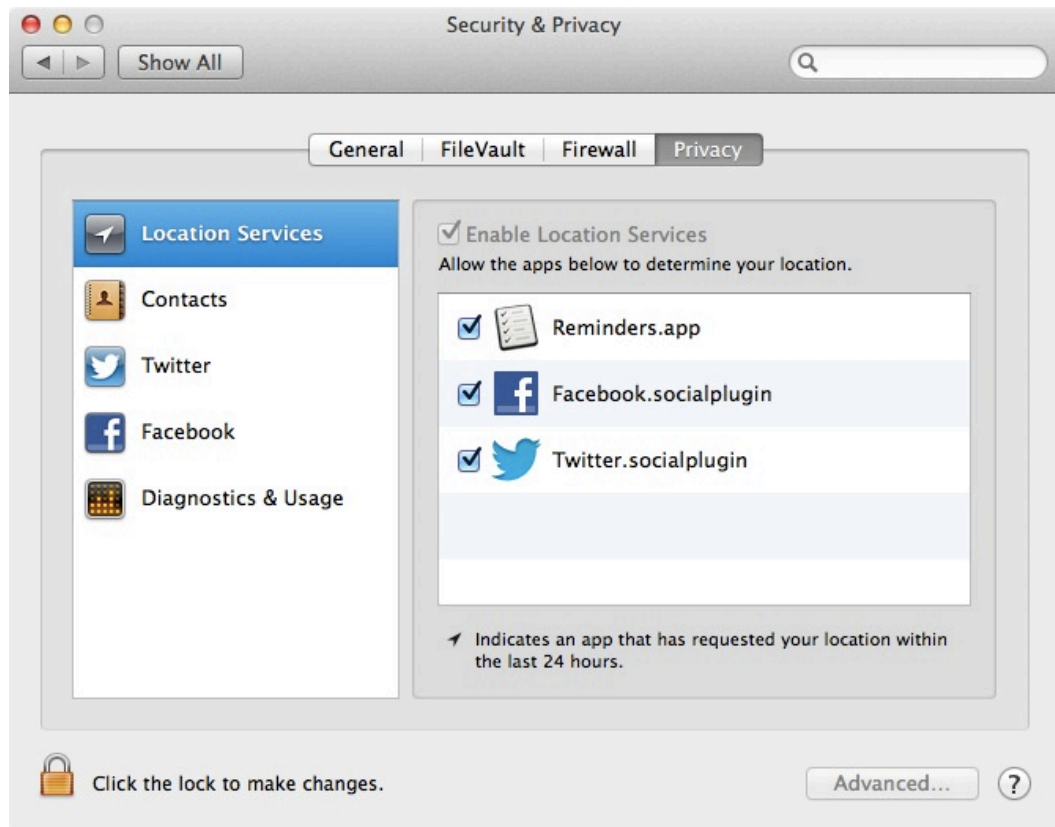 Security & Privacy
Show All
General FileVault Firewall Privacy
Location Services
Contacts
Twitter
Facebook
Diagnostics & Usage
Enable Location Services
Allow the apps below to determine your location.
Reminders.app
Facebook.socialplugin
Twitter.socialplugin
Indicates an app that has requested your location within
the last 24 hours.
Click the lock to make changes.
Advanced...
?